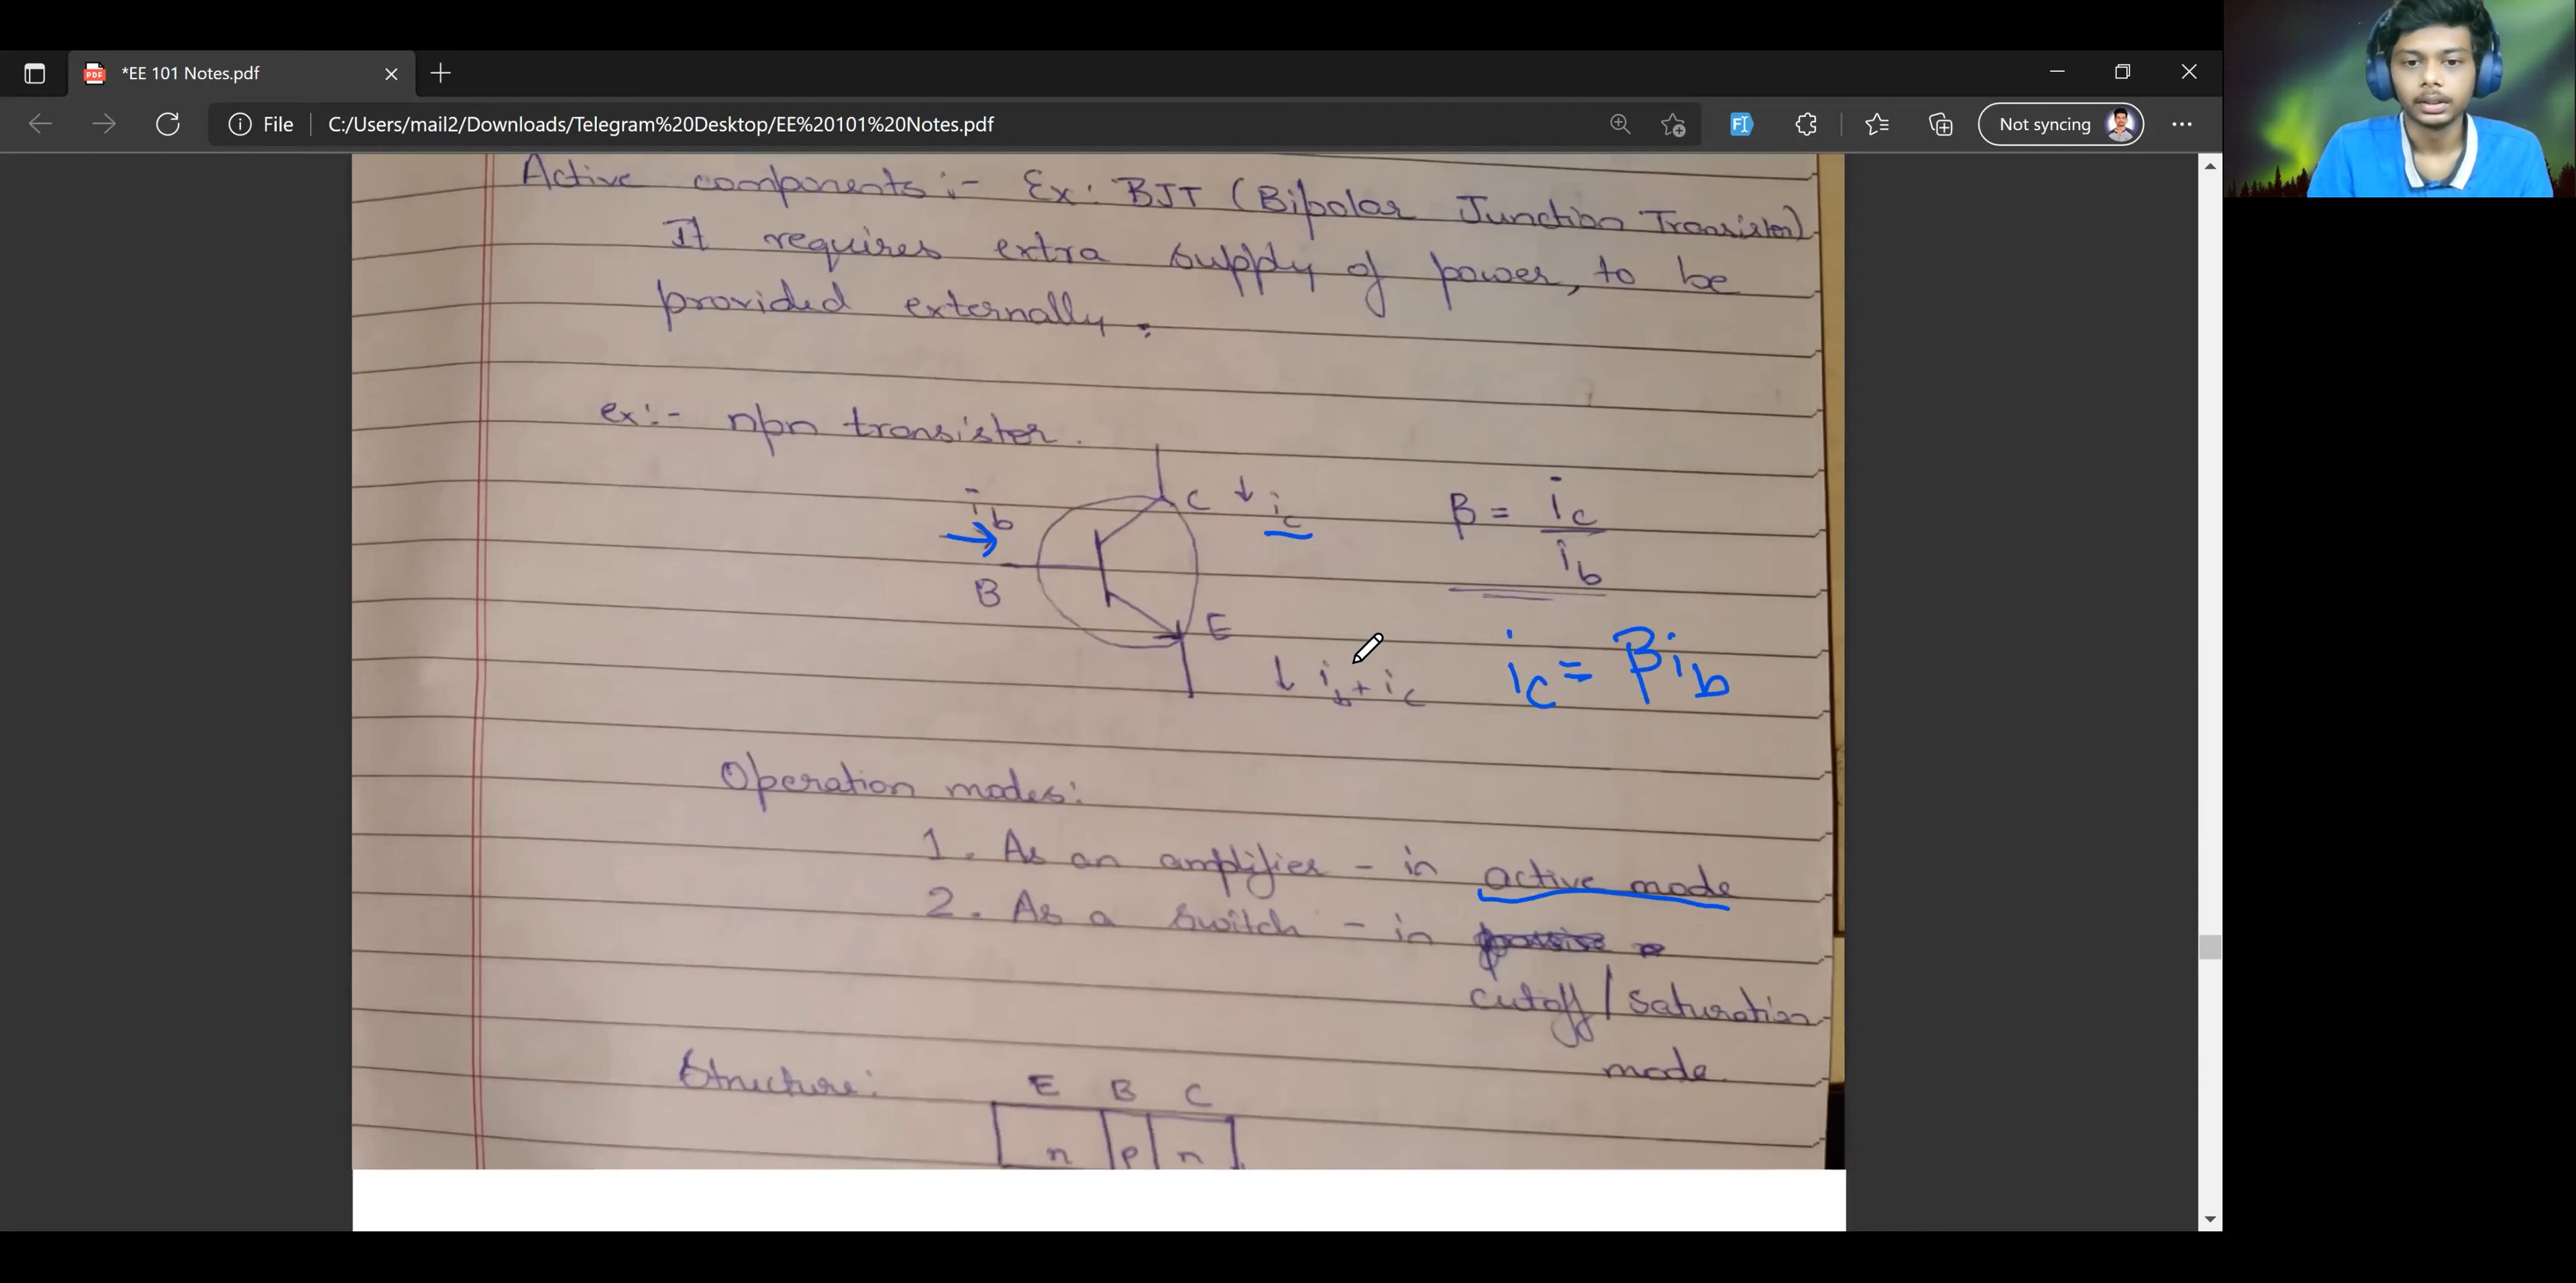 *EE 101 Notes.pdf
File C:/Users/mail2/Downloads/Telegram%20Desktop/EE%20101%20Notes.pdf
Not syncing
Active components :- Ex: BJT (Bipolar Junction Transistor)
It requires extra supply of power, to be
provided externally.
ex:- npn transistor.
ib
C ↓ ic
β = ic / ib
B
E
↓ ib + ic
ic = βib
Operation modes:
1. As an amplifier - in active mode
2. As a switch - in
cutoff / saturation
mode.
Structure:
E B C
n p n